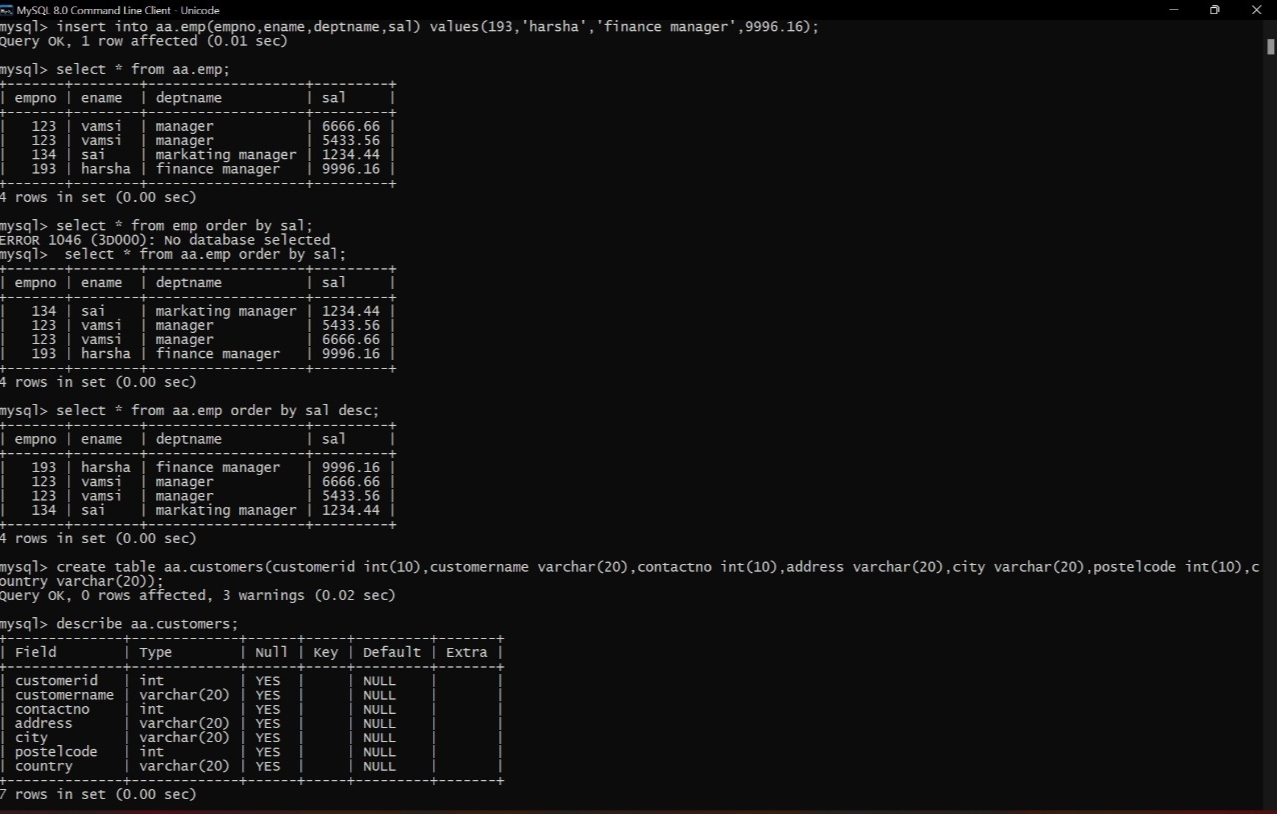 MySQL 8.0 Command Line Client - Unicode
mysql> insert into aa.emp(empno,ename,deptname,sal) values(193,'harsha','finance manager',9996.16);
Query OK, 1 row affected (0.01 sec)
mysql> select * from aa.emp;
+-------+--------+-------------------+---------+
| empno | ename  | deptname          | sal     |
+-------+--------+-------------------+---------+
|   123 | vamsi  | manager           | 6666.66 |
|   123 | vamsi  | manager           | 5433.56 |
|   134 | sai    | markating manager | 1234.44 |
|   193 | harsha | finance manager   | 9996.16 |
+-------+--------+-------------------+---------+
4 rows in set (0.00 sec)
mysql> select * from emp order by sal;
ERROR 1046 (3D000): No database selected
mysql>  select * from aa.emp order by sal;
+-------+--------+-------------------+---------+
| empno | ename  | deptname          | sal     |
+-------+--------+-------------------+---------+
|   134 | sai    | markating manager | 1234.44 |
|   123 | vamsi  | manager           | 5433.56 |
|   123 | vamsi  | manager           | 6666.66 |
|   193 | harsha | finance manager   | 9996.16 |
+-------+--------+-------------------+---------+
4 rows in set (0.00 sec)
mysql> select * from aa.emp order by sal desc;
+-------+--------+-------------------+---------+
| empno | ename  | deptname          | sal     |
+-------+--------+-------------------+---------+
|   193 | harsha | finance manager   | 9996.16 |
|   123 | vamsi  | manager           | 6666.66 |
|   123 | vamsi  | manager           | 5433.56 |
|   134 | sai    | markating manager | 1234.44 |
+-------+--------+-------------------+---------+
4 rows in set (0.00 sec)
mysql> create table aa.customers(customerid int(10),customername varchar(20),contactno int(10),address varchar(20),city varchar(20),postelcode int(10),c
ountry varchar(20));
Query OK, 0 rows affected, 3 warnings (0.02 sec)
mysql> describe aa.customers;
+--------------+-------------+------+-----+---------+-------+
| Field        | Type        | Null | Key | Default | Extra |
+--------------+-------------+------+-----+---------+-------+
| customerid   | int         | YES  |     | NULL    |       |
| customername | varchar(20) | YES  |     | NULL    |       |
| contactno    | int         | YES  |     | NULL    |       |
| address      | varchar(20) | YES  |     | NULL    |       |
| city         | varchar(20) | YES  |     | NULL    |       |
| postelcode   | int         | YES  |     | NULL    |       |
| country      | varchar(20) | YES  |     | NULL    |       |
+--------------+-------------+------+-----+---------+-------+
7 rows in set (0.00 sec)